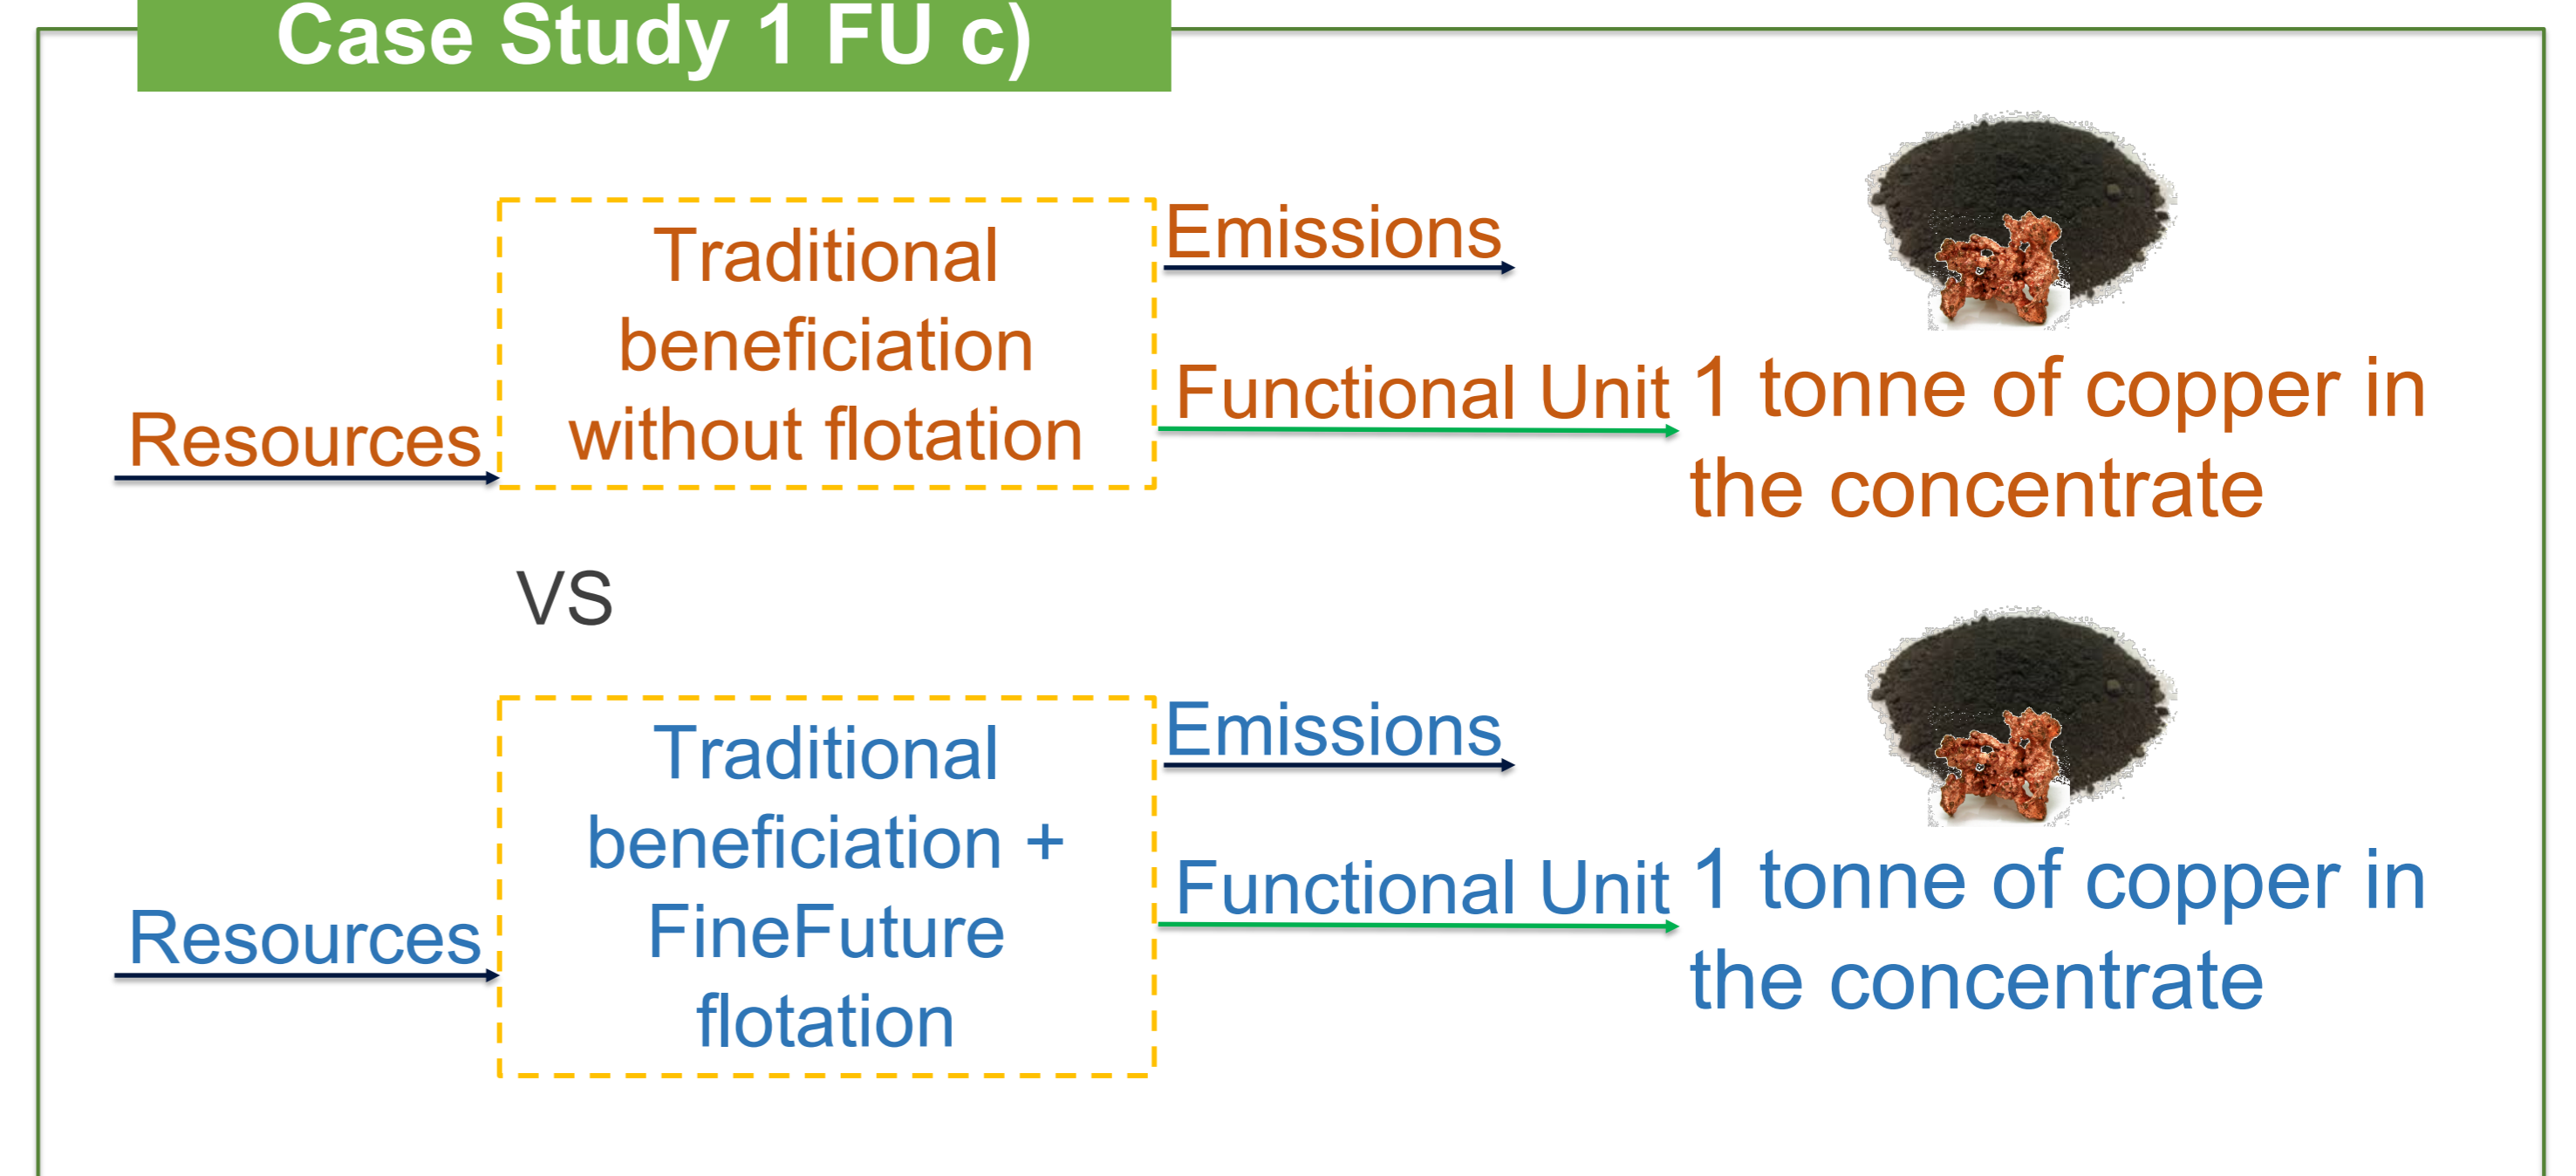 Case Study 1 FU c)
Traditional
beneficiation
without flotation
Resources
Emissions
Functional Unit
1 tonne of copper in
the concentrate
VS
Traditional
beneficiation +
FineFuture
flotation
Resources
Emissions
Functional Unit
1 tonne of copper in
the concentrate